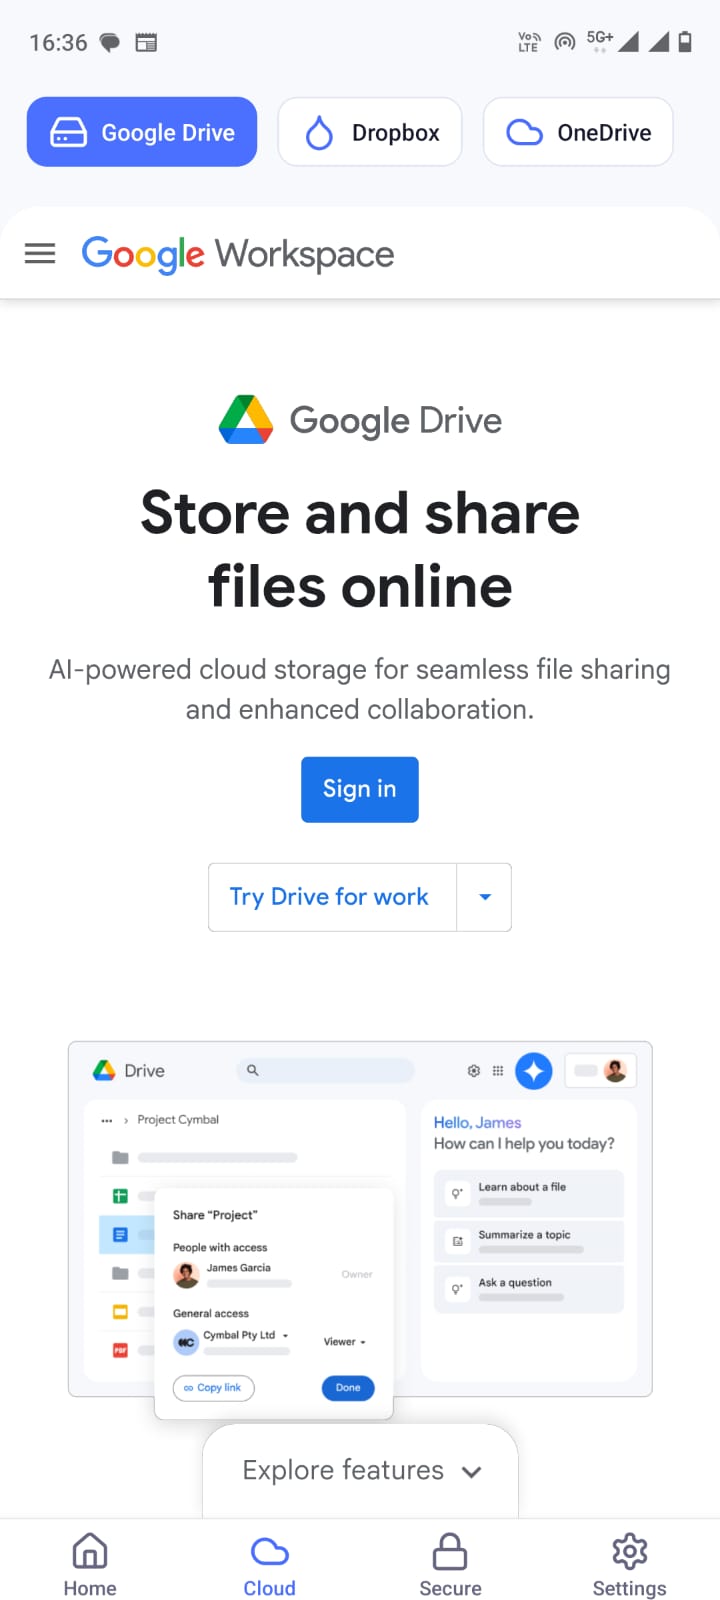 16:36
Vo LTE
5G+
Google Drive
Dropbox
OneDrive
Google Workspace
Google Drive
Store and share
files online
AI-powered cloud storage for seamless file sharing
and enhanced collaboration.
Sign in
Try Drive for work
Drive
... › Project Cymbal
Hello, James
How can I help you today?
Learn about a file
Summarize a topic
Ask a question
Share “Project”
People with access
James Garcia
Owner
General access
Cymbal Pty Ltd
Viewer
Copy link
Done
PDF
Explore features
Home
Cloud
Secure
Settings